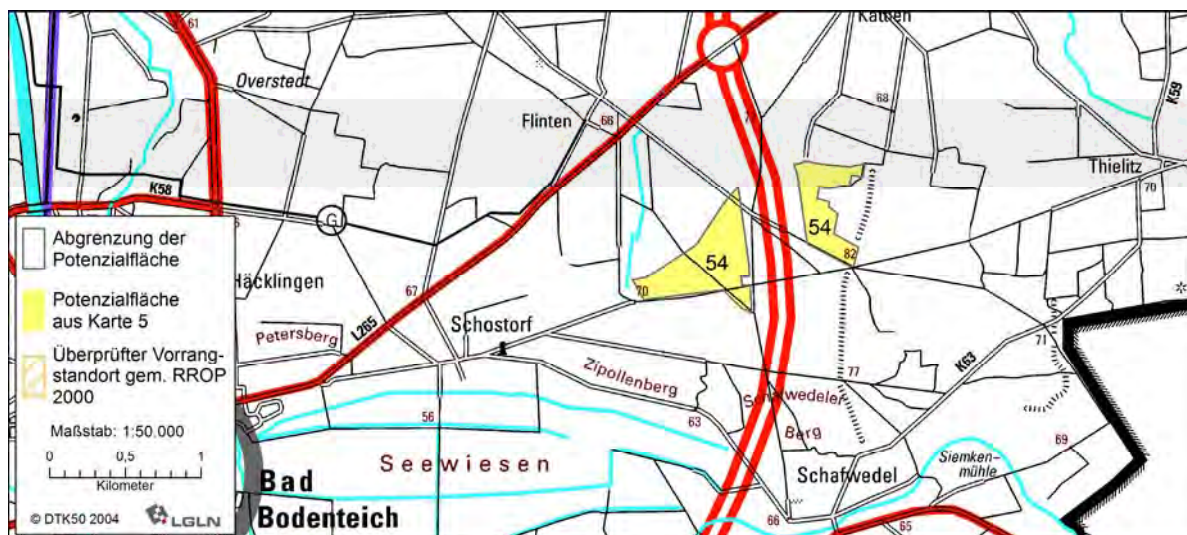 61
Overstedt
Flinten
68
Kathen
68
K59
Thielitz
70
K58
G
Häcklingen
67
L265
Petersberg
Schostorf
70
54
54
82
71
Zipollenberg
77
K63
Schafwedeler
Berg
56
63
Seewiesen
Bad
Bodenteich
Schafwedel
Siemken-
mühle
69
66
65
Abgrenzung der
Potenzialfläche
Potenzialfläche
aus Karte 5
Überprüfter Vorrang-
standort gem. RROP
2000
Maßstab: 1:50.000
0 0,5 1
Kilometer
© DTK50 2004
LGLN